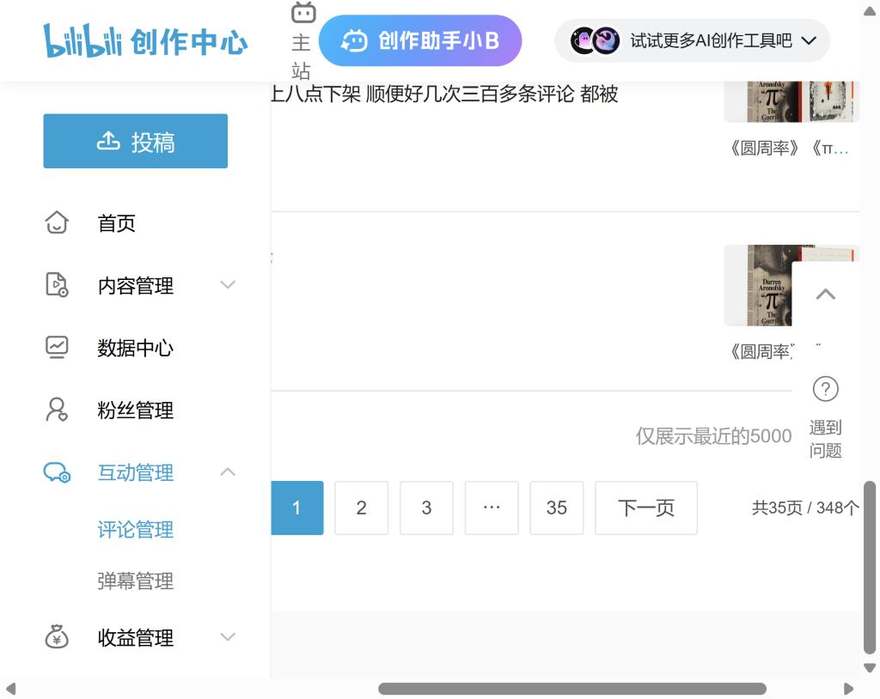 bilibili 创作中心
主站
创作助手小B
试试更多AI创作工具吧
投稿
首页
内容管理
数据中心
粉丝管理
互动管理
评论管理
弹幕管理
收益管理
上八点下架 顺便好几次三百多条评论 都被
π
The
《圆周率》《π…
Darren
Aronofsky
π
The
《圆周率
仅展示最近的5000
遇到
问题
1
2
3
···
35
下一页
共35页 / 348个